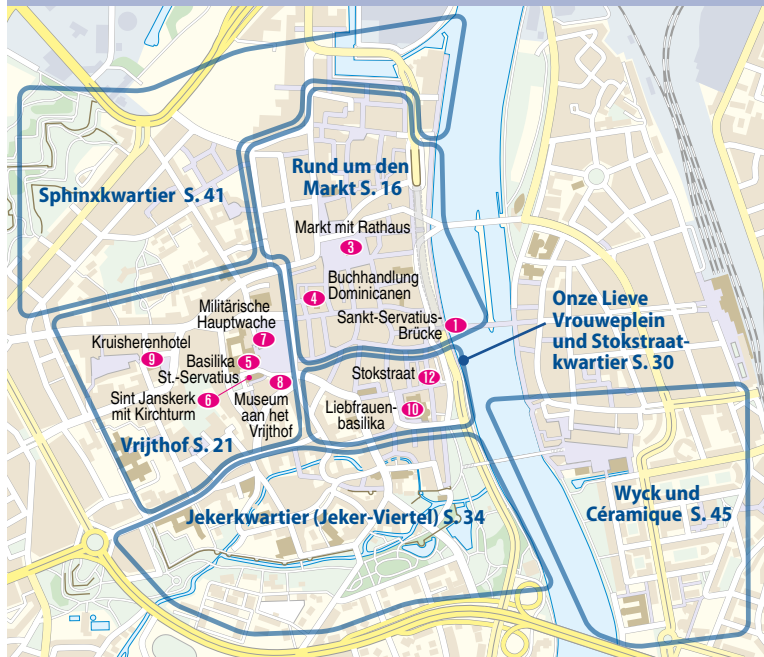 Rund um den
Markt S. 16
Sphinxkwartier S. 41
Markt mit Rathaus
3
Buchhandlung
Dominicanen
4
Sankt-Servatius-
Brücke
1
Onze Lieve
Vrouweplein
und Stokstraat-
kwartier S. 30
Militärische
Hauptwache
7
Kruisherenhotel
9
Basilika
St.-Servatius
5
Sint Janskerk
mit Kirchturm
6
8
Museum
aan het
Vrijthof
Stokstraat
12
Liebfrauen-
basilika
10
Vrijthof S. 21
Jekerkwartier (Jeker-Viertel) S. 34
Wyck und
Céramique S. 45